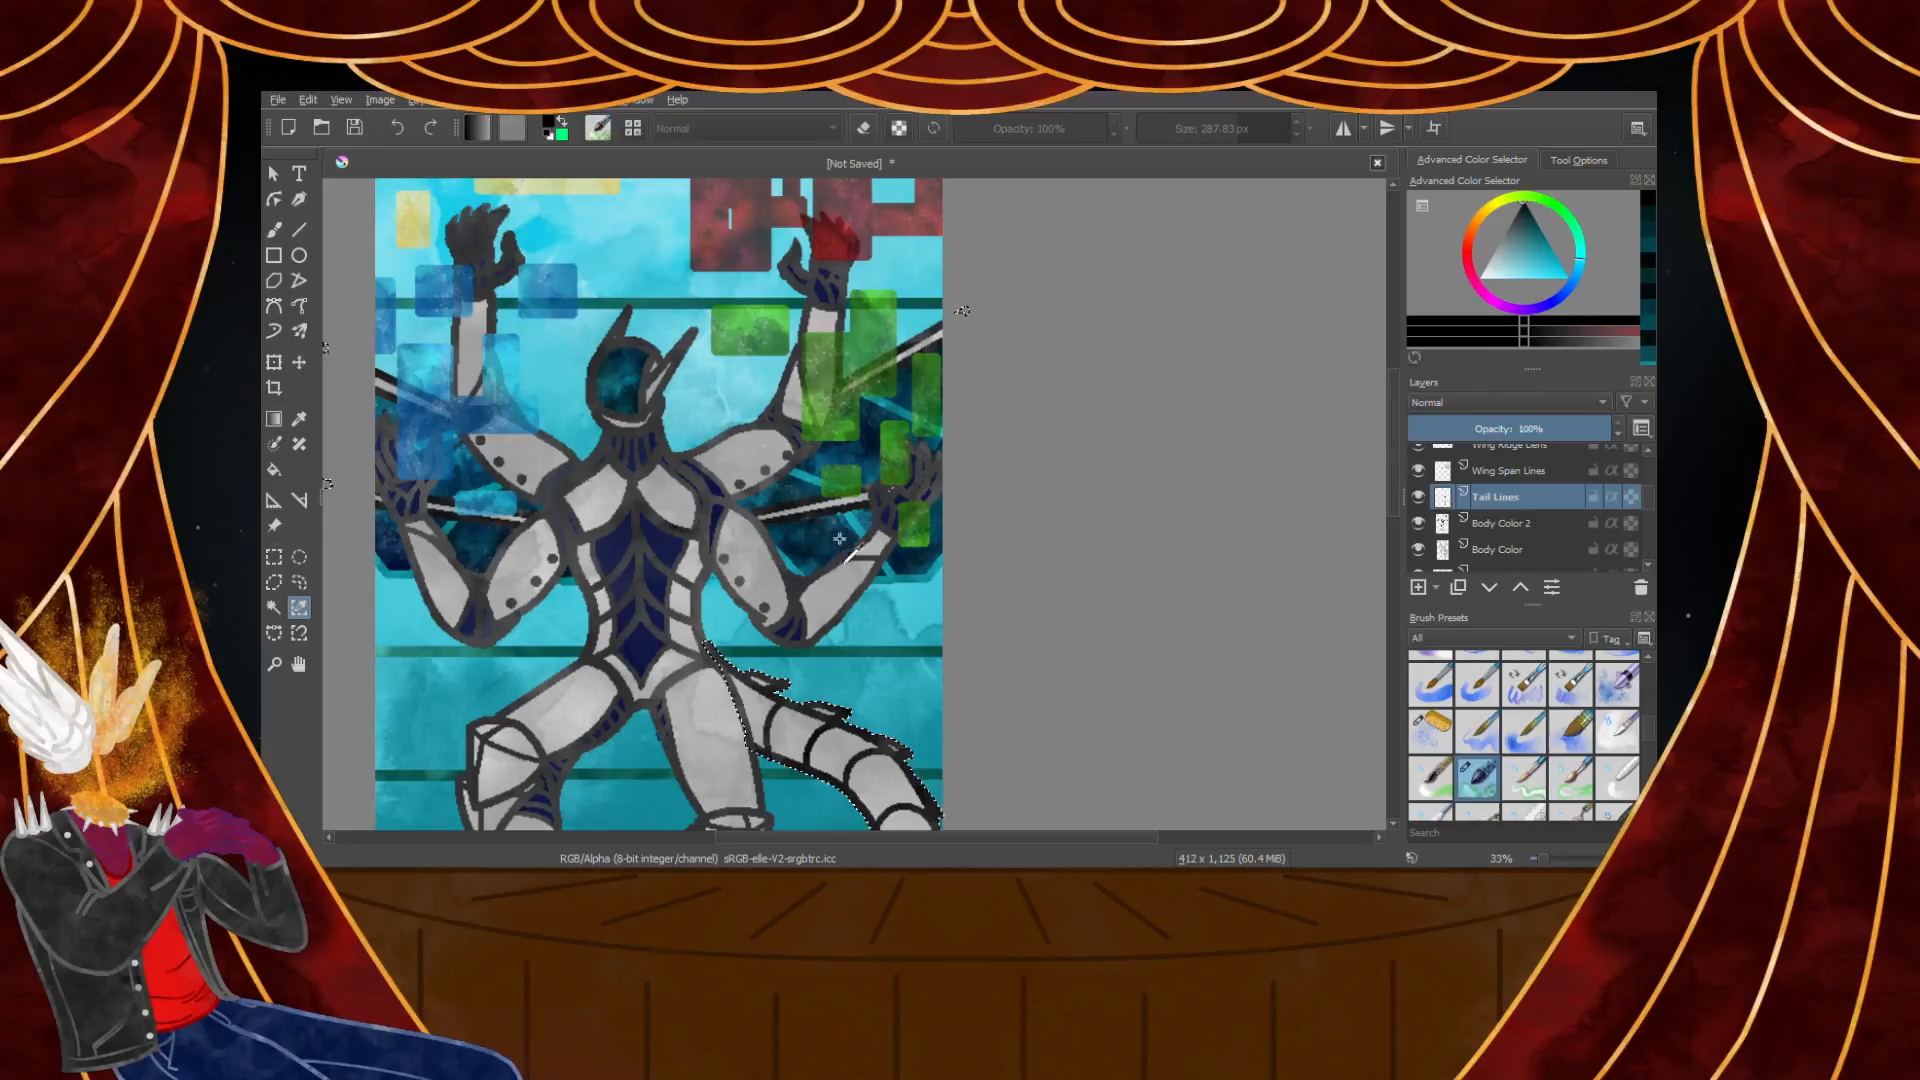 File Edit View Image Help
Normal
Opacity: 100%
Size: 287.83 px
[Not Saved] *
Advanced Color Selector
Tool Options
Advanced Color Selector
Layers
Normal
Opacity: 100%
Wing Ridge Lens
Wing Span Lines
Tail Lines
Body Color 2
Body Color
Brush Presets
All
Tag
Search
RGB/Alpha (8-bit integer/channel) sRGB-elle-V2-srgbtrc.icc
412 x 1,125 (60.4 MiB)
33%